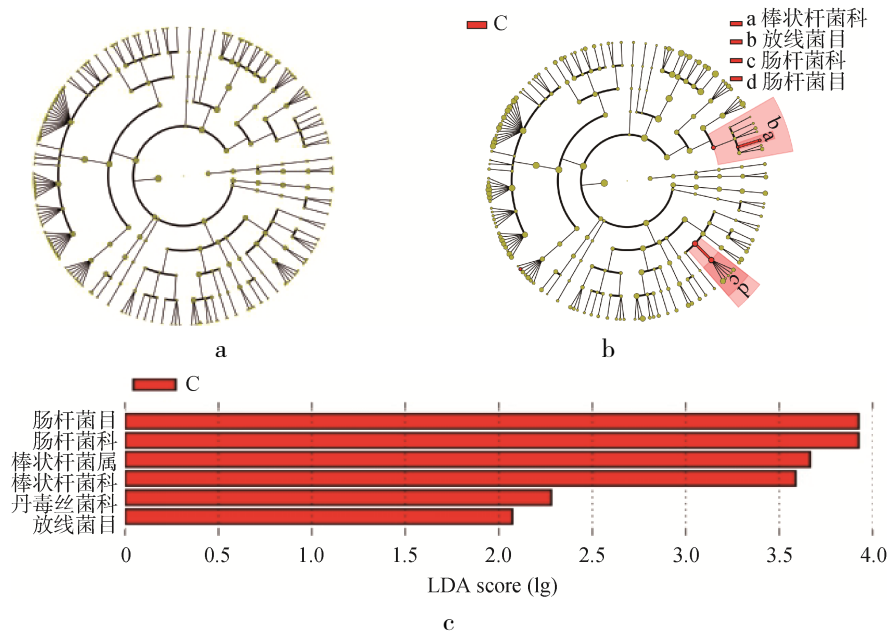 C
a 棒状杆菌科
b 放线菌目
c 肠杆菌科
d 肠杆菌目
b
a
c
d
a
b
C
肠杆菌目
肠杆菌科
棒状杆菌属
棒状杆菌科
丹毒丝菌科
放线菌目
0 0.5 1.0 1.5 2.0 2.5 3.0 3.5 4.0
LDA score (lg)
c